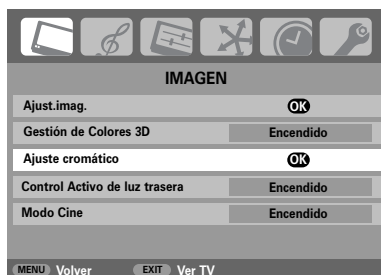 IMAGEN
Ajust.imag. OK
Gestión de Colores 3D Encendido
Ajuste cromático OK
Control Activo de luz trasera Encendido
Modo Cine Encendido
MENU Volver EXIT Ver TV